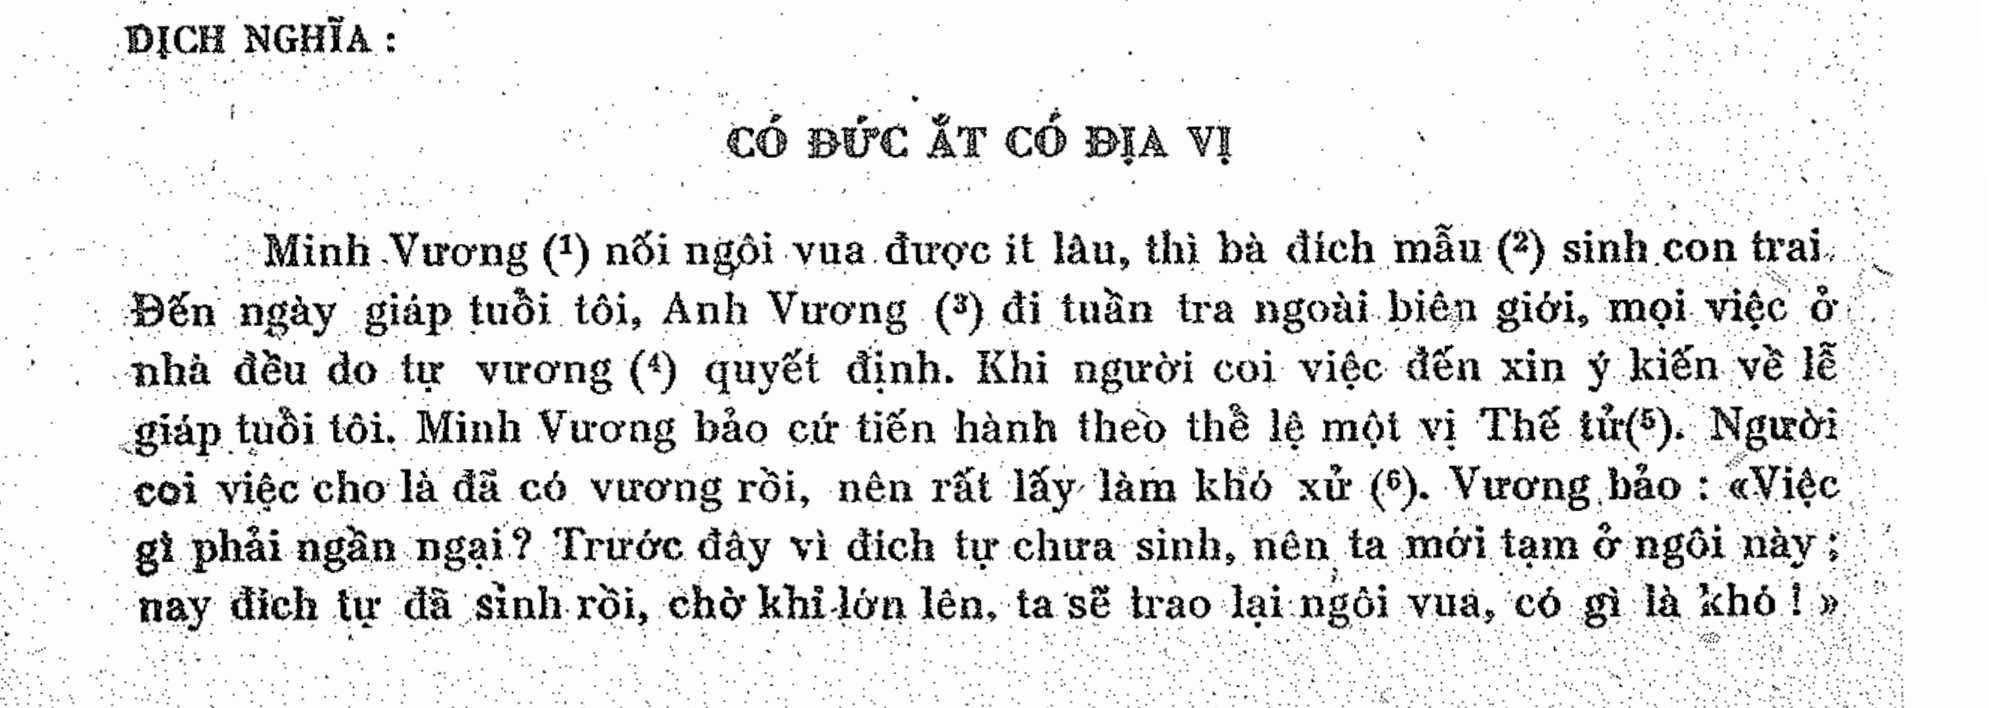 DỊCH NGHĨA :
CÓ ĐỨC ẮT CÓ ĐỊA VỊ
Minh Vương (¹) nối ngôi vua được ít lâu, thì bà đích mẫu (²) sinh con trai.
Đến ngày giáp tuổi tôi, Anh Vương (³) đi tuần tra ngoài biên giới, mọi việc ở
nhà đều do tự vương (⁴) quyết định. Khi người coi việc đến xin ý kiến về lễ
giáp tuổi tôi. Minh Vương bảo cứ tiến hành theo thể lệ một vị Thế tử(⁵). Người
coi việc cho là đã có vương rồi, nên rất lấy làm khó xử (⁶). Vương bảo : «Việc
gì phải ngần ngại? Trước đây vì đích tự chưa sinh, nên ta mới tạm ở ngôi này ;
nay đích tự đã sinh rồi, chờ khi lớn lên, ta sẽ trao lại ngôi vua, có gì là khó ! »